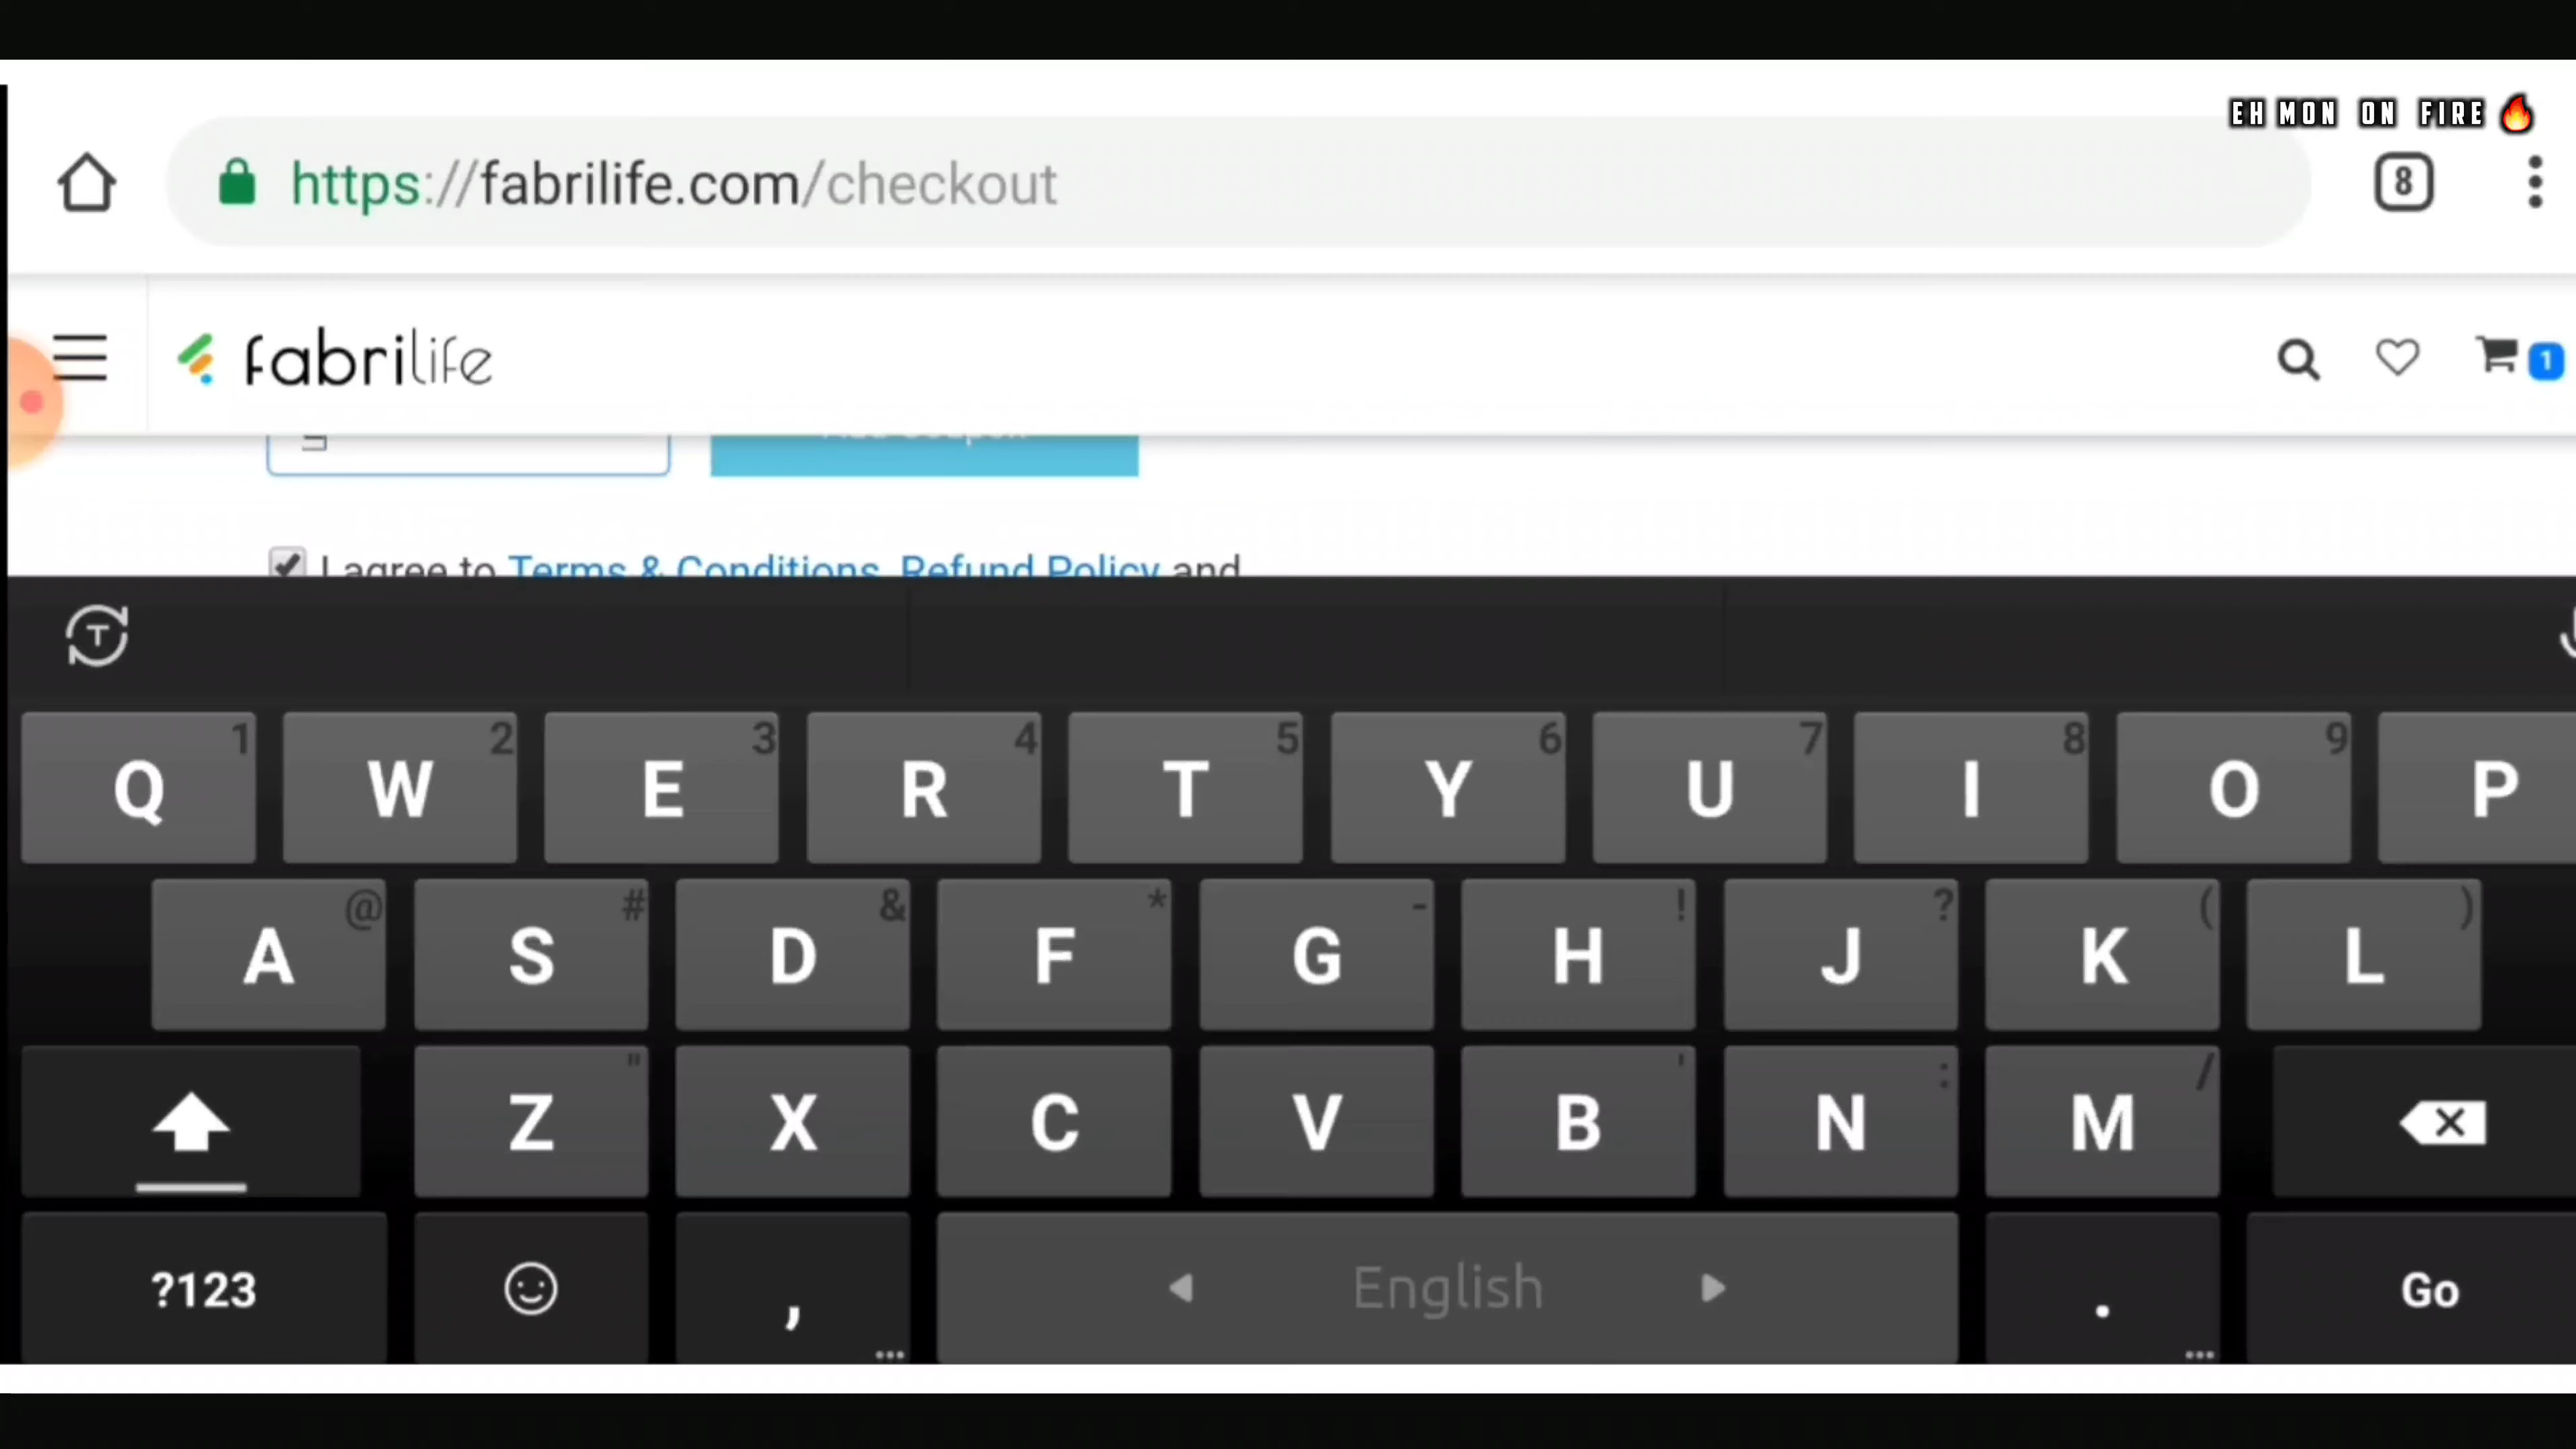 EH MON ON FIRE 🔥
https://fabrilife.com/checkout
8
fabrilife
1
I agree to Terms & Conditions, Refund Policy and
T
1 2 3 4 5 6 7 8 9
Q W E R T Y U I O P
@ # & * - ! ? ( )
A S D F G H J K L
" ' : /
Z X C V B N M
?123 , English . Go